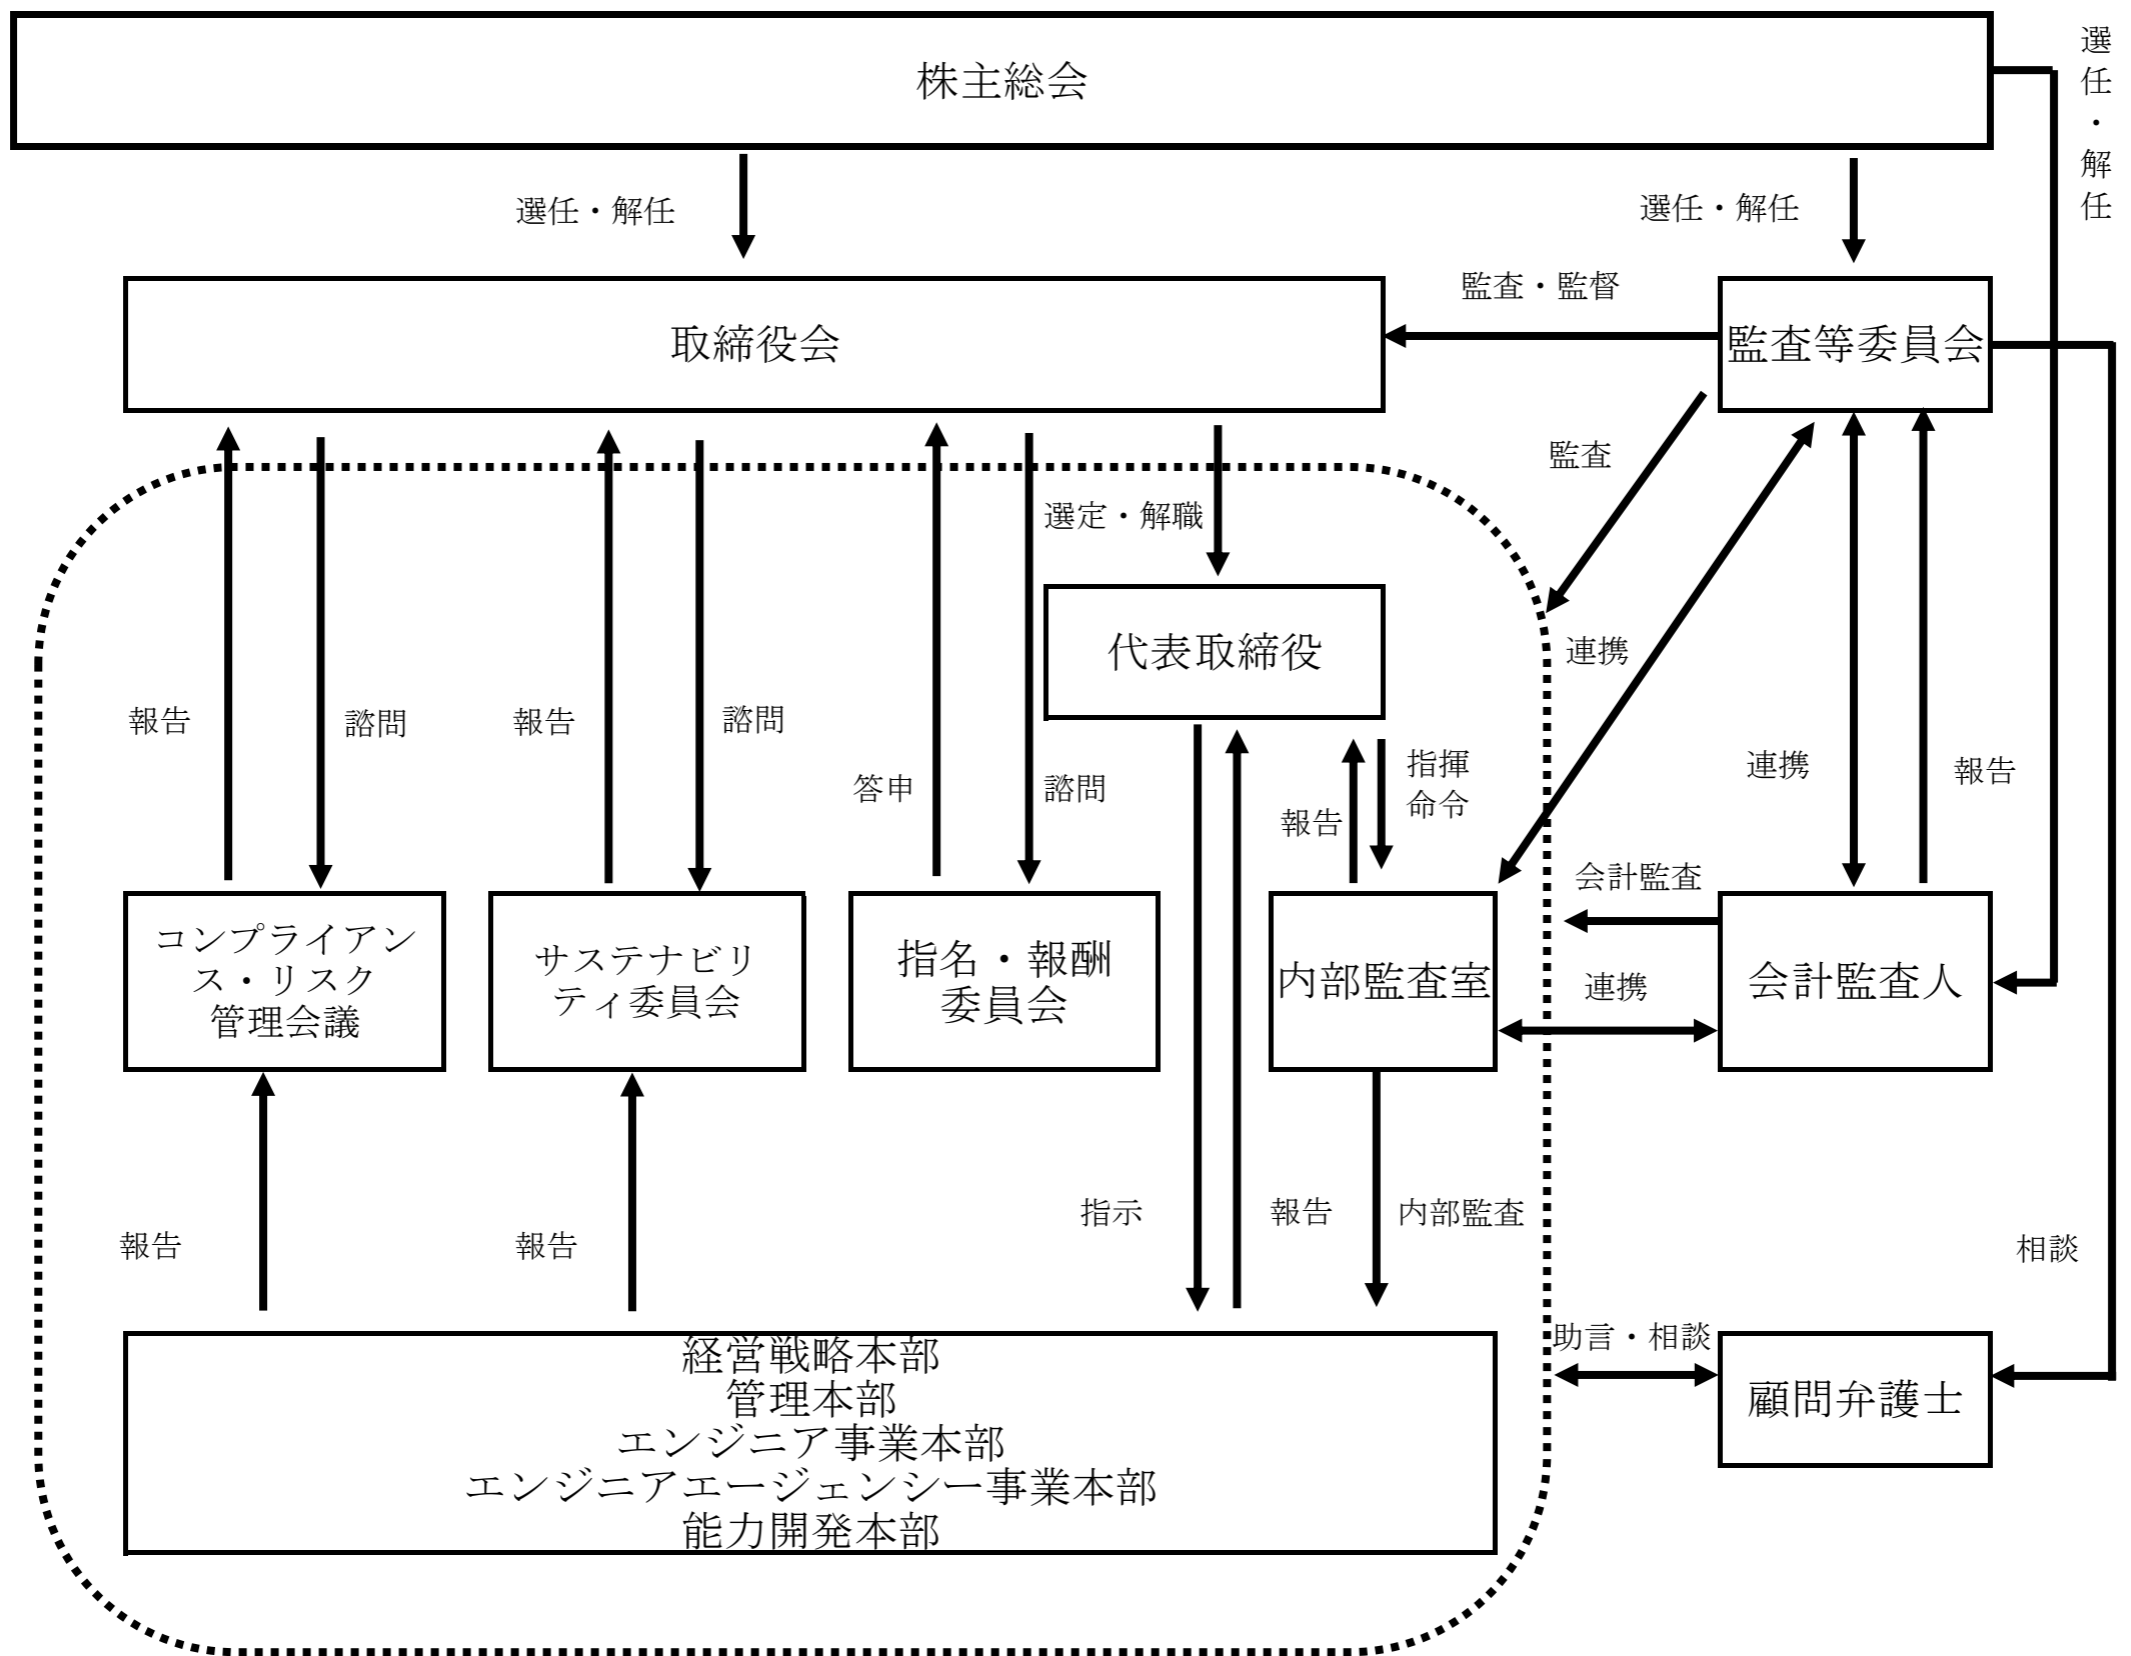 株主総会
選任・解任
選任・解任
選任・解任
監査・監督
取締役会
監査等委員会
監査
選定・解職
代表取締役
連携
報告
諮問
報告
諮問
答申
諮問
報告
指揮
命令
連携
報告
会計監査
コンプライアン
ス・リスク
管理会議
サステナビリ
ティ委員会
指名・報酬
委員会
内部監査室
連携
会計監査人
報告
報告
指示
報告
内部監査
相談
経営戦略本部
管理本部
エンジニア事業本部
エンジニアエージェンシー事業本部
能力開発本部
助言・相談
顧問弁護士